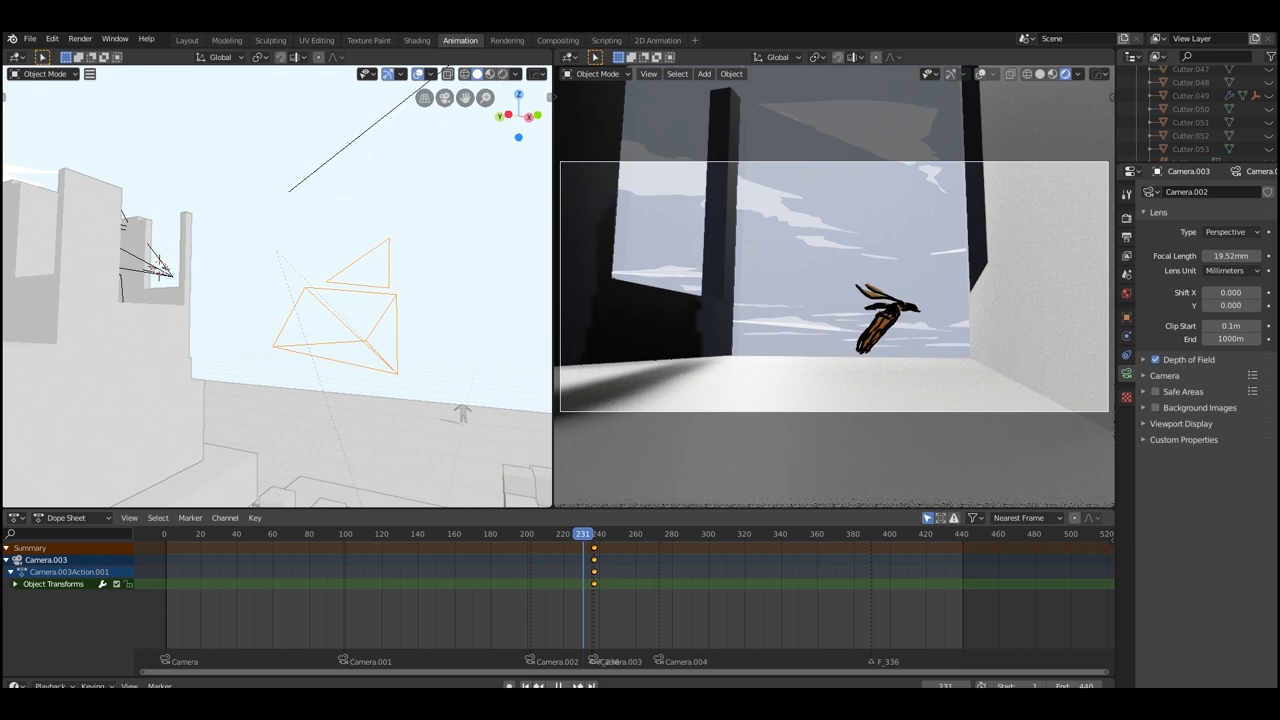 File Edit Render Window Help Layout Modeling Sculpting UV Editing Texture Paint Shading Animation Rendering Compositing Scripting 2D Animation Scene View Layer
Global Global
Object Mode Object Mode View Select Add Object
Z
Y X
Cutter.047
Cutter.048
Cutter.049
Cutter.050
Cutter.051
Cutter.052
Cutter.053
Camera.003
Camera.002
Lens
Type Perspective
Focal Length 19.52mm
Lens Unit Millimeters
Shift X 0.000
Y 0.000
Clip Start 0.1m
End 1000m
Depth of Field
Camera
Safe Areas
Background Images
Viewport Display
Custom Properties
Dope Sheet View Select Marker Channel Key Nearest Frame
0 20 40 60 80 100 120 140 160 180 200 220 231 240 260 280 300 320 340 360 380 400 420 440 460 480 500 520
Summary
Camera.003
Camera.003Action.001
Object Transforms
Camera Camera.001 Camera.002 Camera.004 F_336
Playback Keying View Marker 231 Start: 1 End: 440